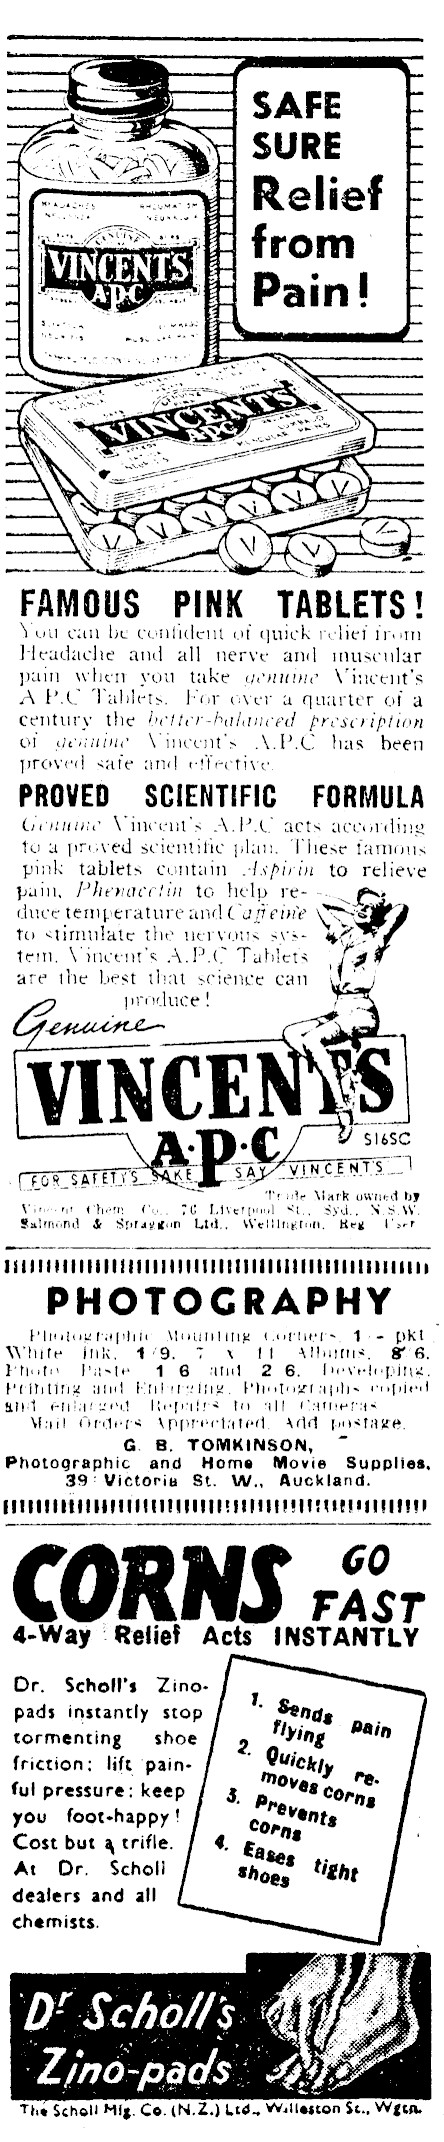 SAFE
SURE
Relief
from
Pain!
HEADACHES RHEUMATISM
INFLUENZA NEURALGIA
GENUINE
VINCENT'S
A·P·C
SCIATICA LUMBAGO
NEURITIS
VINCENT'S
A·P·C
FAMOUS PINK TABLETS!
You can be confident of quick relief from
Headache and all nerve and muscular
pain when you take genuine Vincent's
A.P.C Tablets. For over a quarter of a
century the better-balanced prescription
of genuine Vincent's A.P.C has been
proved safe and effective.
PROVED SCIENTIFIC FORMULA
Genuine Vincent's A.P.C acts according
to a proved scientific plan. These famous
pink tablets contain Aspirin to relieve
pain, Phenacetin to help re-
duce temperature and Caffeine
to stimulate the nervous sys-
tem. Vincent's A.P.C Tablets
are the best that science can
produce!
Genuine
VINCENT'S
A·P·C
S16SC
FOR SAFETY'S SAKE SAY VINCENT'S
Trade Mark owned by
Vincent Chem. Co., 76 Liverpool St., Syd., N.S.W.
Salmond & Spraggon Ltd., Wellington, Reg. User
PHOTOGRAPHY
Photographic Mounting Corners, 1/- pkt
White Ink, 1/9. 7 x 11 Albums, 8/6.
Photo Paste 1/6 and 2/6. Developing,
Printing and Enlarging. Photographs copied
and enlarged. Repairs to all Cameras.
Mail Orders Appreciated. Add postage.
G. B. TOMKINSON,
Photographic and Home Movie Supplies,
39 Victoria St. W., Auckland.
CORNS GO
FAST
4-Way Relief Acts INSTANTLY
Dr. Scholl's Zino-
pads instantly stop
tormenting shoe
friction; lift pain-
ful pressure; keep
you foot-happy!
Cost but a trifle.
At Dr. Scholl
dealers and all
chemists.
1. Sends pain
flying
2. Quickly re-
moves corns
3. Prevents
corns
4. Eases tight
shoes
Dr Scholl's
Zino-pads
The Scholl Mfg. Co. (N.Z.) Ltd., Willeston St., Wgtn.